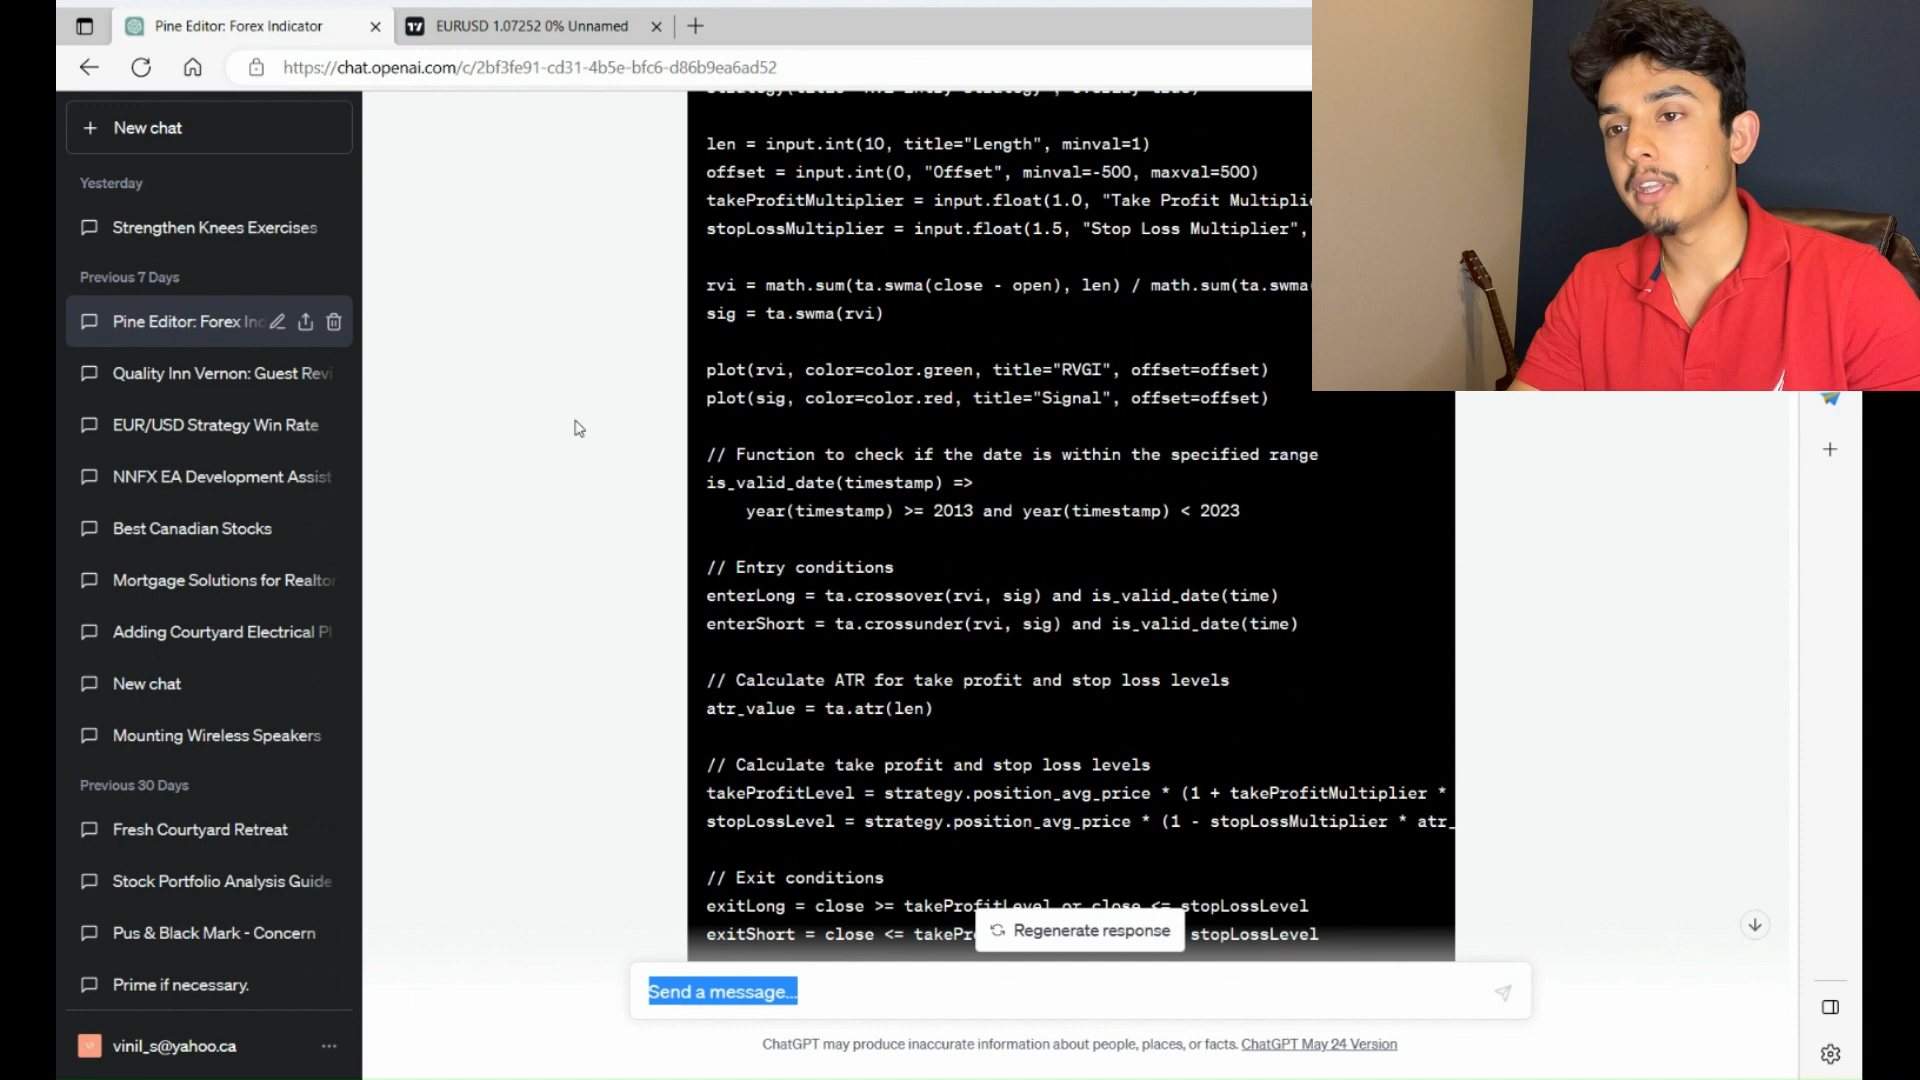 Pine Editor: Forex Indicator
EURUSD 1.07252 0% Unnamed
https://chat.openai.com/c/2bf3fe91-cd31-4b5e-bfc6-d86b9ea6ad52
+ New chat
Yesterday
Strengthen Knees Exercises
Previous 7 Days
Pine Editor: Forex Ind
Quality Inn Vernon: Guest Revi
EUR/USD Strategy Win Rate
NNFX EA Development Assist
Best Canadian Stocks
Mortgage Solutions for Realtor
Adding Courtyard Electrical Pl
New chat
Mounting Wireless Speakers
Previous 30 Days
Fresh Courtyard Retreat
Stock Portfolio Analysis Guide
Pus & Black Mark - Concern
Prime if necessary.
VI
vinil_s@yahoo.ca
len = input.int(10, title="Length", minval=1)
offset = input.int(0, "Offset", minval=-500, maxval=500)
takeProfitMultiplier = input.float(1.0, "Take Profit Multiplie
stopLossMultiplier = input.float(1.5, "Stop Loss Multiplier",
rvi = math.sum(ta.swma(close - open), len) / math.sum(ta.swma(
sig = ta.swma(rvi)
plot(rvi, color=color.green, title="RVGI", offset=offset)
plot(sig, color=color.red, title="Signal", offset=offset)
// Function to check if the date is within the specified range
is_valid_date(timestamp) =>
year(timestamp) >= 2013 and year(timestamp) < 2023
// Entry conditions
enterLong = ta.crossover(rvi, sig) and is_valid_date(time)
enterShort = ta.crossunder(rvi, sig) and is_valid_date(time)
// Calculate ATR for take profit and stop loss levels
atr_value = ta.atr(len)
// Calculate take profit and stop loss levels
takeProfitLevel = strategy.position_avg_price * (1 + takeProfitMultiplier *
stopLossLevel = strategy.position_avg_price * (1 - stopLossMultiplier * atr_
// Exit conditions
exitLong = close >= takeProfitLevel or close <= stopLossLevel
exitShort = close <= takePr stopLossLevel
Regenerate response
Send a message...
ChatGPT may produce inaccurate information about people, places, or facts. ChatGPT May 24 Version